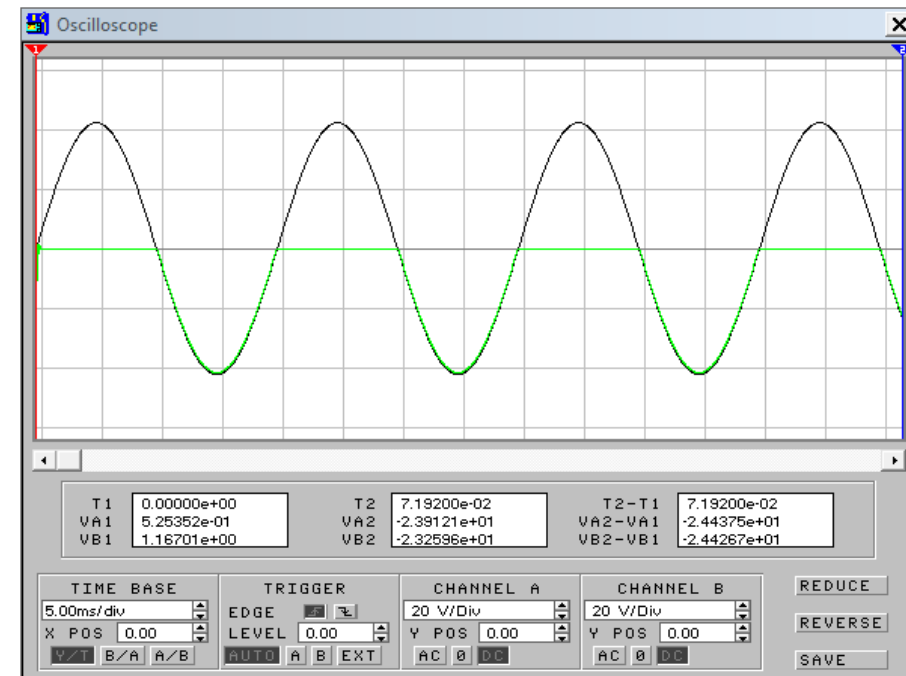 Oscilloscope
1 2
T1 0.00000e+00 T2 7.19200e-02 T2-T1 7.19200e-02
VA1 5.25352e-01 VA2 -2.39121e+01 VA2-VA1 -2.44375e+01
VB1 1.16701e+00 VB2 -2.32596e+01 VB2-VB1 -2.44267e+01
TIME BASE TRIGGER CHANNEL A CHANNEL B REDUCE
5.00ms/div EDGE 20 V/Div 20 V/Div
X POS 0.00 LEVEL 0.00 Y POS 0.00 Y POS 0.00 REVERSE
Y/T B/A A/B AUTO A B EXT AC 0 DC AC 0 DC SAVE